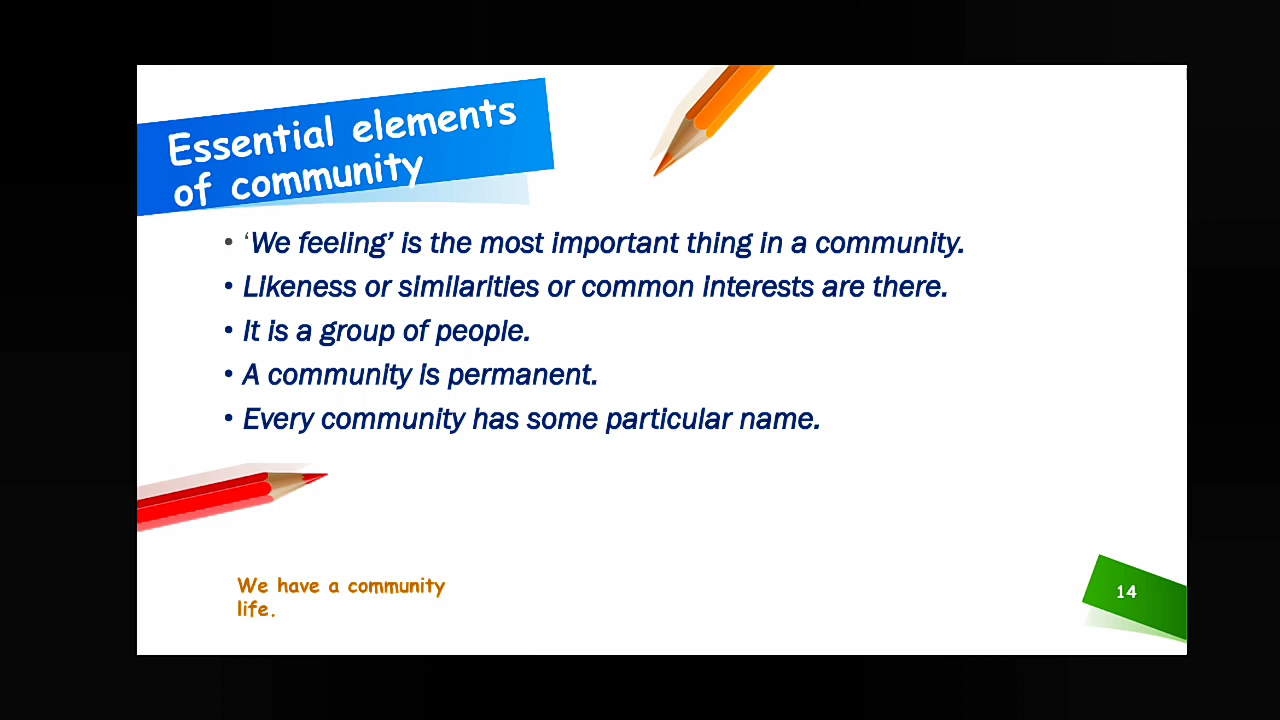 Essential elements
of community
• ‘We feeling’ is the most important thing in a community.
• Likeness or similarities or common interests are there.
• It is a group of people.
• A community is permanent.
• Every community has some particular name.
We have a community
life.
14